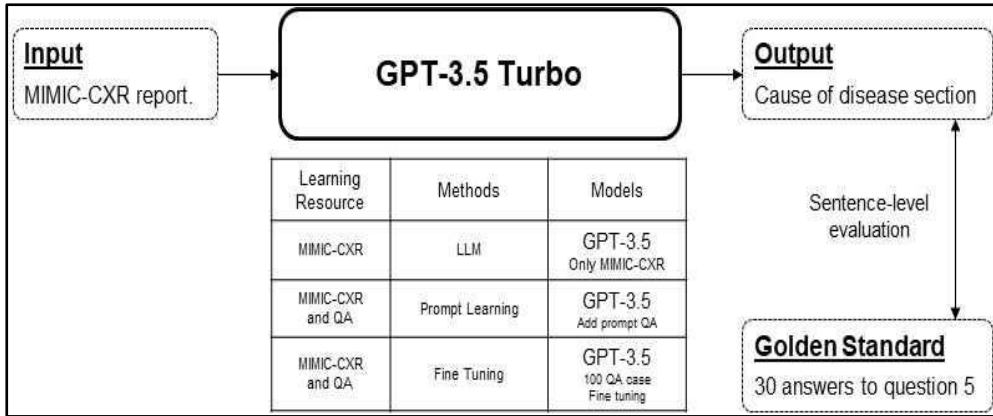 Input
MIMIC-CXR report.
GPT-3.5 Turbo
Output
Cause of disease section
Learning
Resource
Methods
Models
MIMIC-CXR
LLM
GPT-3.5
Only MIMIC-CXR
MIMIC-CXR
and QA
Prompt Learning
GPT-3.5
Add prompt QA
MIMIC-CXR
and QA
Fine Tuning
GPT-3.5
100 QA case
Fine tuning
Sentence-level
evaluation
Golden Standard
30 answers to question 5